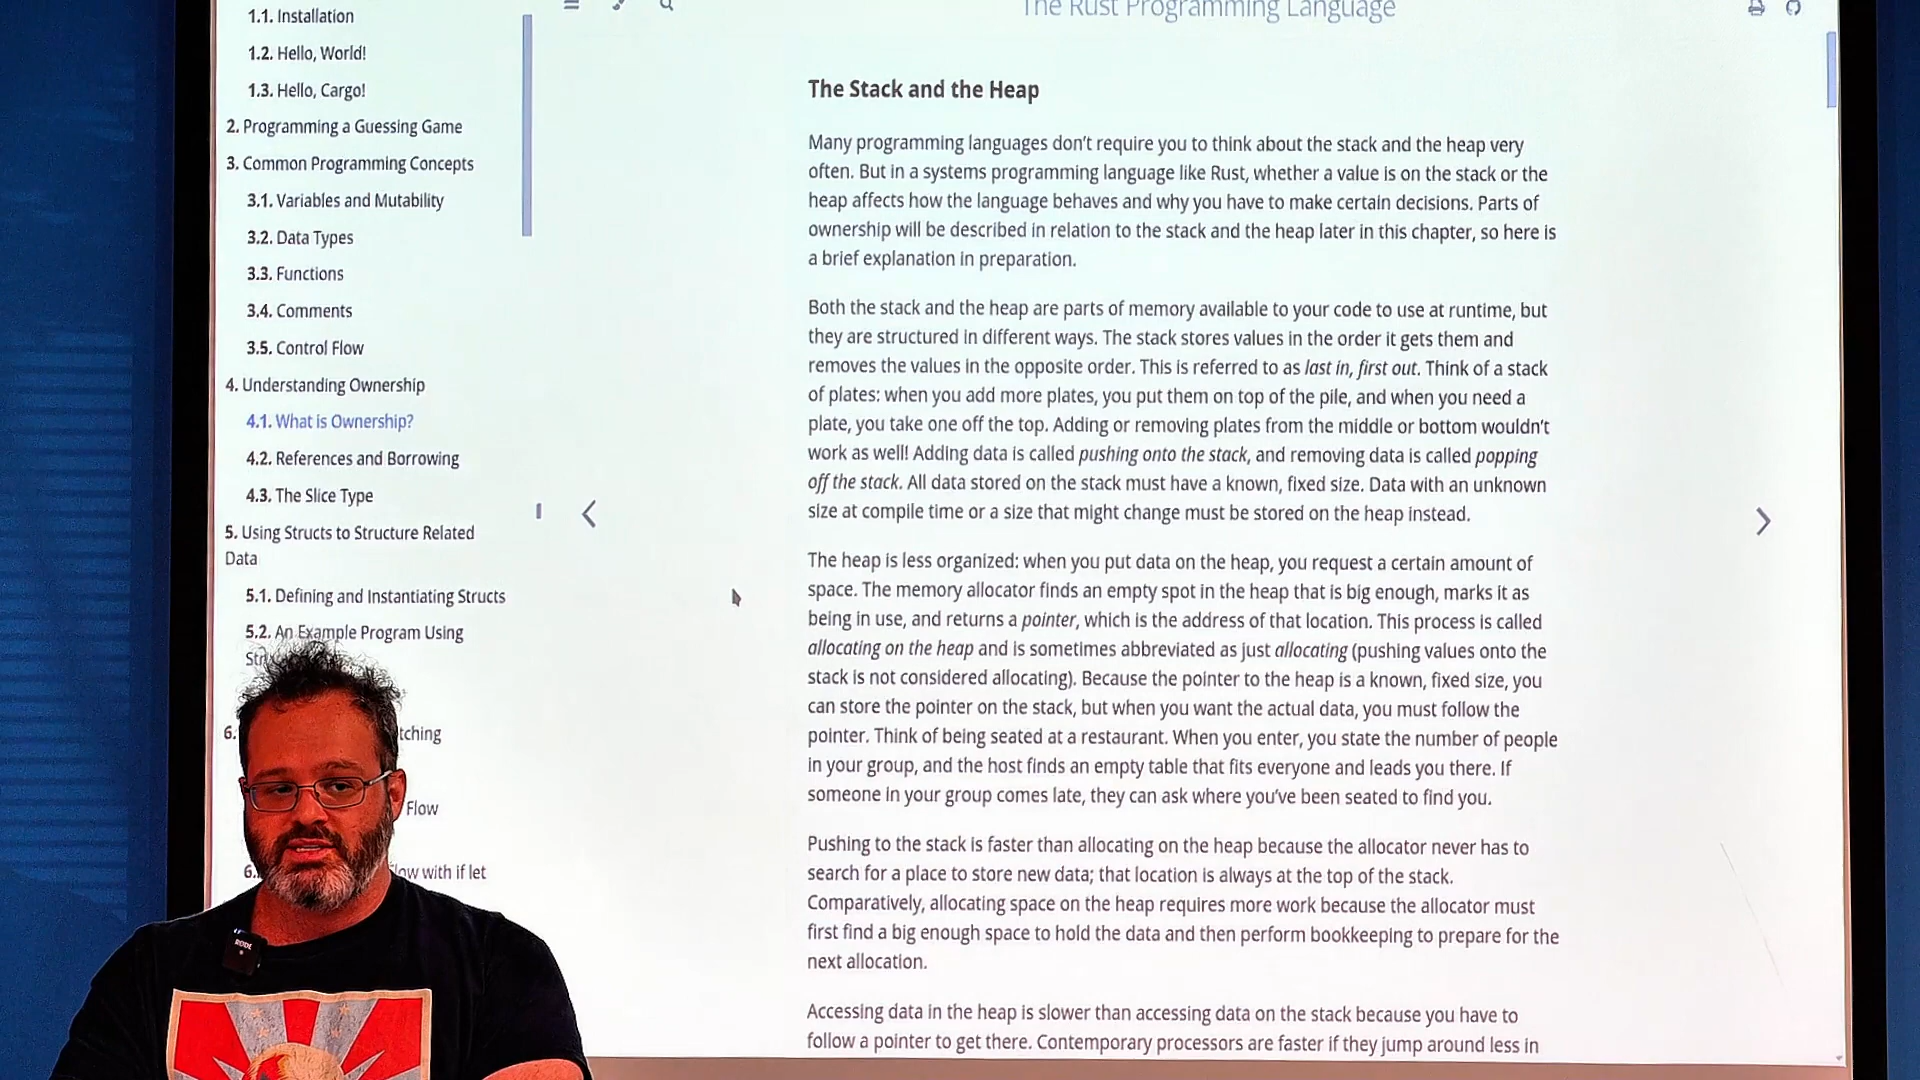 The Rust Programming Language
1.1. Installation
1.2. Hello, World!
1.3. Hello, Cargo!
2. Programming a Guessing Game
3. Common Programming Concepts
3.1. Variables and Mutability
3.2. Data Types
3.3. Functions
3.4. Comments
3.5. Control Flow
4. Understanding Ownership
4.1. What is Ownership?
4.2. References and Borrowing
4.3. The Slice Type
5. Using Structs to Structure Related
Data
5.1. Defining and Instantiating Structs
5.2. An Example Program Using
6.
Flow
with if let
The Stack and the Heap
Many programming languages don't require you to think about the stack and the heap very
often. But in a systems programming language like Rust, whether a value is on the stack or the
heap affects how the language behaves and why you have to make certain decisions. Parts of
ownership will be described in relation to the stack and the heap later in this chapter, so here is
a brief explanation in preparation.
Both the stack and the heap are parts of memory available to your code to use at runtime, but
they are structured in different ways. The stack stores values in the order it gets them and
removes the values in the opposite order. This is referred to as last in, first out. Think of a stack
of plates: when you add more plates, you put them on top of the pile, and when you need a
plate, you take one off the top. Adding or removing plates from the middle or bottom wouldn't
work as well! Adding data is called pushing onto the stack, and removing data is called popping
off the stack. All data stored on the stack must have a known, fixed size. Data with an unknown
size at compile time or a size that might change must be stored on the heap instead.
The heap is less organized: when you put data on the heap, you request a certain amount of
space. The memory allocator finds an empty spot in the heap that is big enough, marks it as
being in use, and returns a pointer, which is the address of that location. This process is called
allocating on the heap and is sometimes abbreviated as just allocating (pushing values onto the
stack is not considered allocating). Because the pointer to the heap is a known, fixed size, you
can store the pointer on the stack, but when you want the actual data, you must follow the
pointer. Think of being seated at a restaurant. When you enter, you state the number of people
in your group, and the host finds an empty table that fits everyone and leads you there. If
someone in your group comes late, they can ask where you've been seated to find you.
Pushing to the stack is faster than allocating on the heap because the allocator never has to
search for a place to store new data; that location is always at the top of the stack.
Comparatively, allocating space on the heap requires more work because the allocator must
first find a big enough space to hold the data and then perform bookkeeping to prepare for the
next allocation.
Accessing data in the heap is slower than accessing data on the stack because you have to
follow a pointer to get there. Contemporary processors are faster if they jump around less in
RODE